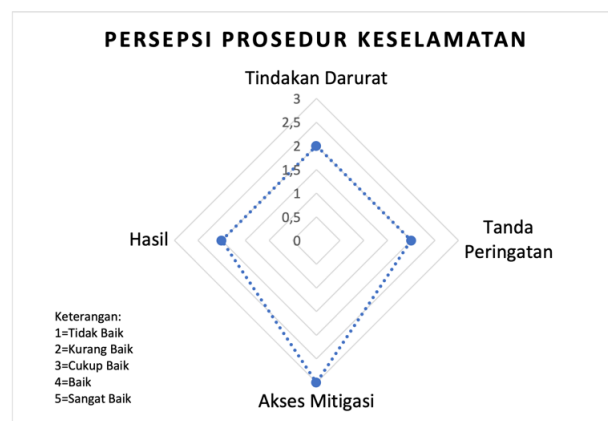 PERSEPSI PROSEDUR KESELAMATAN
Tindakan Darurat
3
2,5
2
1,5
1
0,5
0
Hasil
Tanda
Peringatan
Keterangan:
1=Tidak Baik
2=Kurang Baik
3=Cukup Baik
4=Baik
5=Sangat Baik
Akses Mitigasi